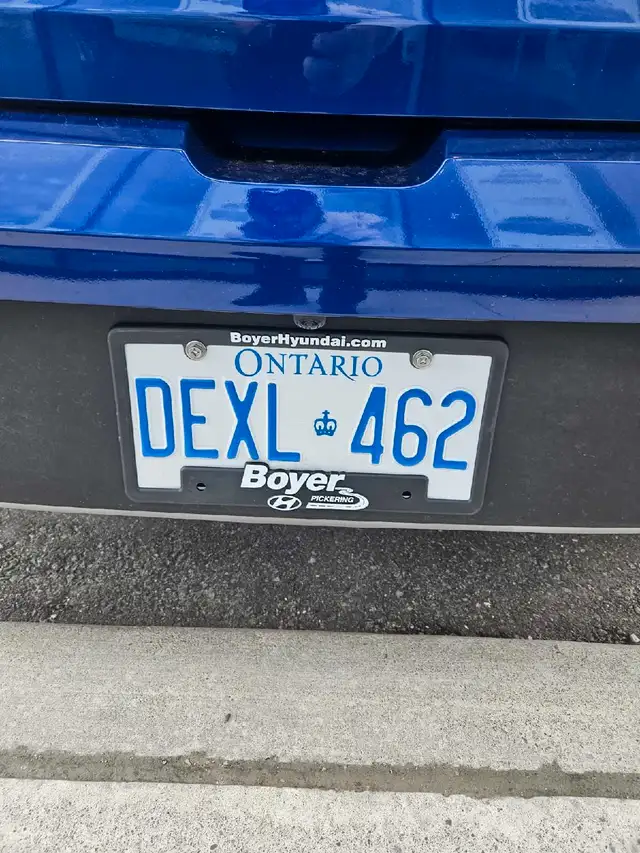 BoyerHyundai.com
ONTARIO
DEXL 462
Boyer
PICKERING